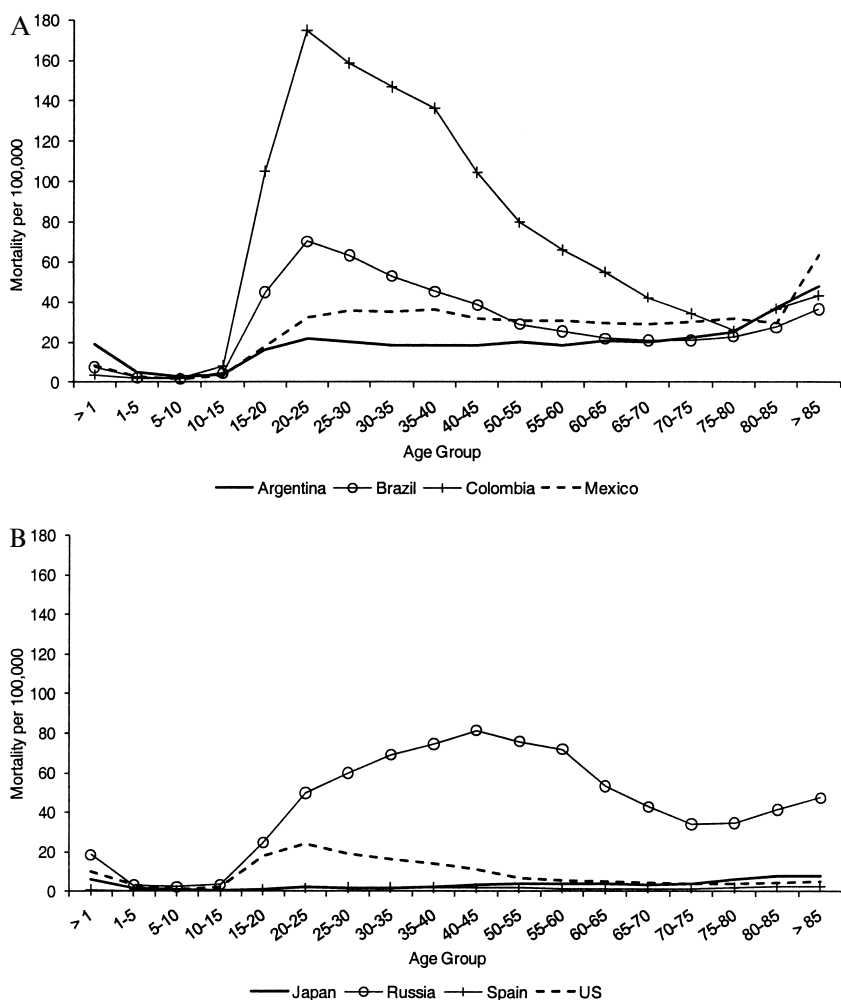 A
180
160
140
120
100
80
60
40
20
0
Mortality per 100,000
> 1 1-5 5-10 10-15 15-20 20-25 25-30 30-35 35-40 40-45 50-55 55-60 60-65 65-70 70-75 75-80 80-85 > 85
Age Group
Argentina Brazil Colombia Mexico
B
180
160
140
120
100
80
60
40
20
0
Mortality per 100,000
> 1 1-5 5-10 10-15 15-20 20-25 25-30 30-35 35-40 40-45 50-55 55-60 60-65 65-70 70-75 75-80 80-85 > 85
Age Group
Japan Russia Spain US